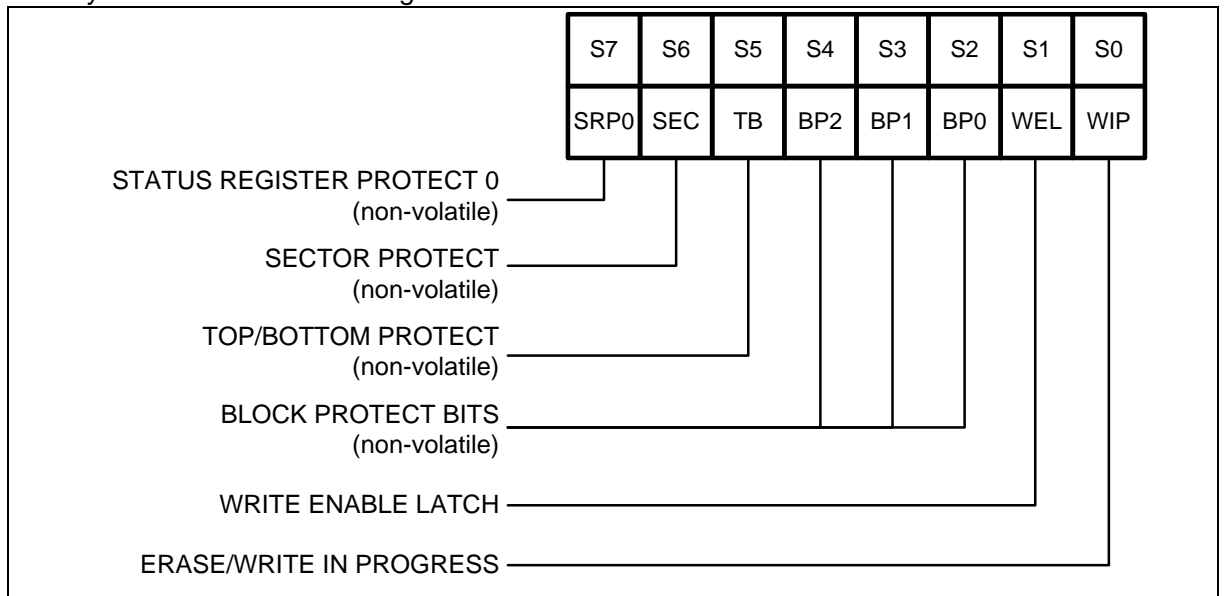 S7 S6 S5 S4 S3 S2 S1 S0
SRP0 SEC TB BP2 BP1 BP0 WEL WIP
STATUS REGISTER PROTECT 0
(non-volatile)
SECTOR PROTECT
(non-volatile)
TOP/BOTTOM PROTECT
(non-volatile)
BLOCK PROTECT BITS
(non-volatile)
WRITE ENABLE LATCH
ERASE/WRITE IN PROGRESS